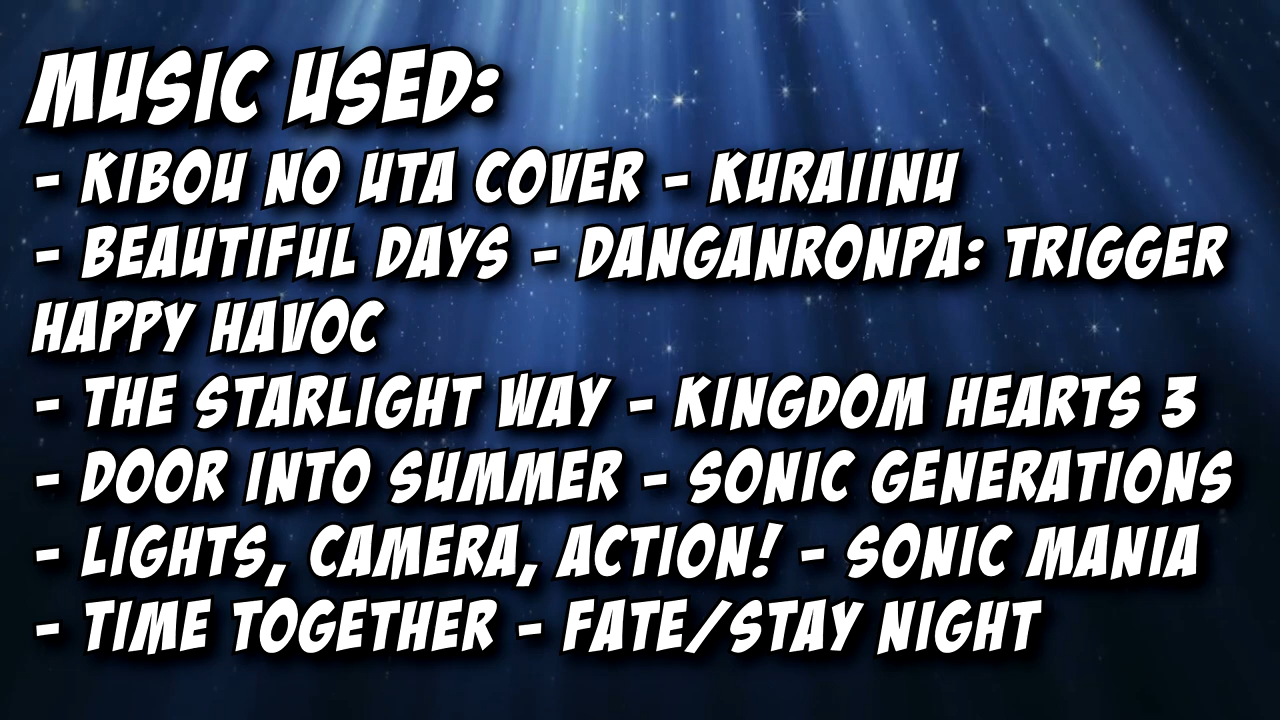 MUSIC USED:
- KIBOU NO UTA COVER - KURAIINU
- BEAUTIFUL DAYS - DANGANRONPA: TRIGGER
HAPPY HAVOC
- THE STARLIGHT WAY - KINGDOM HEARTS 3
- DOOR INTO SUMMER - SONIC GENERATIONS
- LIGHTS, CAMERA, ACTION! - SONIC MANIA
- TIME TOGETHER - FATE/STAY NIGHT